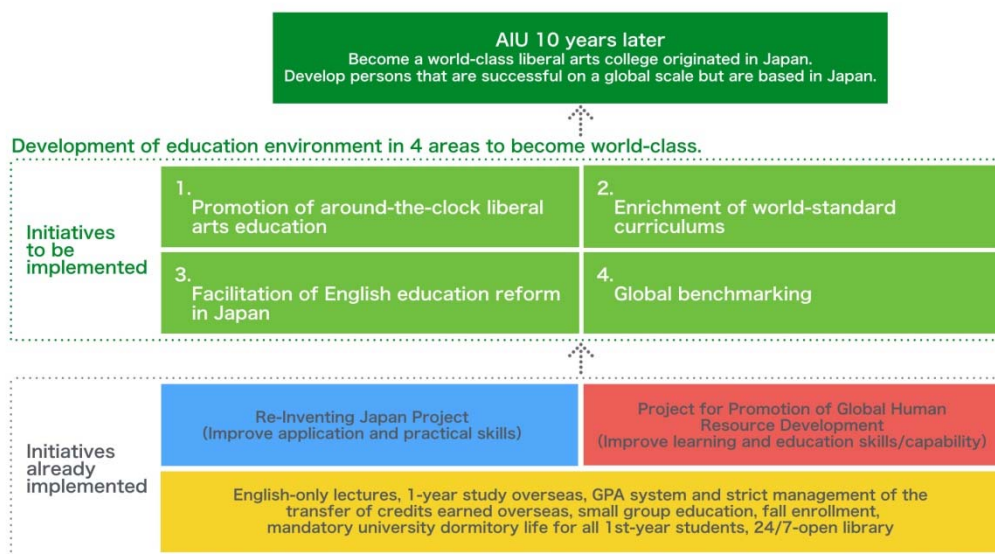 AIU 10 years later
Become a world-class liberal arts college originated in Japan.
Develop persons that are successful on a global scale but are based in Japan.
Development of education environment in 4 areas to become world-class.
Initiatives
to be
implemented
1.
Promotion of around-the-clock liberal
arts education
2.
Enrichment of world-standard
curriculums
3.
Facilitation of English education reform
in Japan
4.
Global benchmarking
Initiatives
already
implemented
Re-Inventing Japan Project
(Improve application and practical skills)
Project for Promotion of Global Human
Resource Development
(Improve learning and education skills/capability)
English-only lectures, 1-year study overseas, GPA system and strict management of the
transfer of credits earned overseas, small group education, fall enrollment,
mandatory university dormitory life for all 1st-year students, 24/7-open library